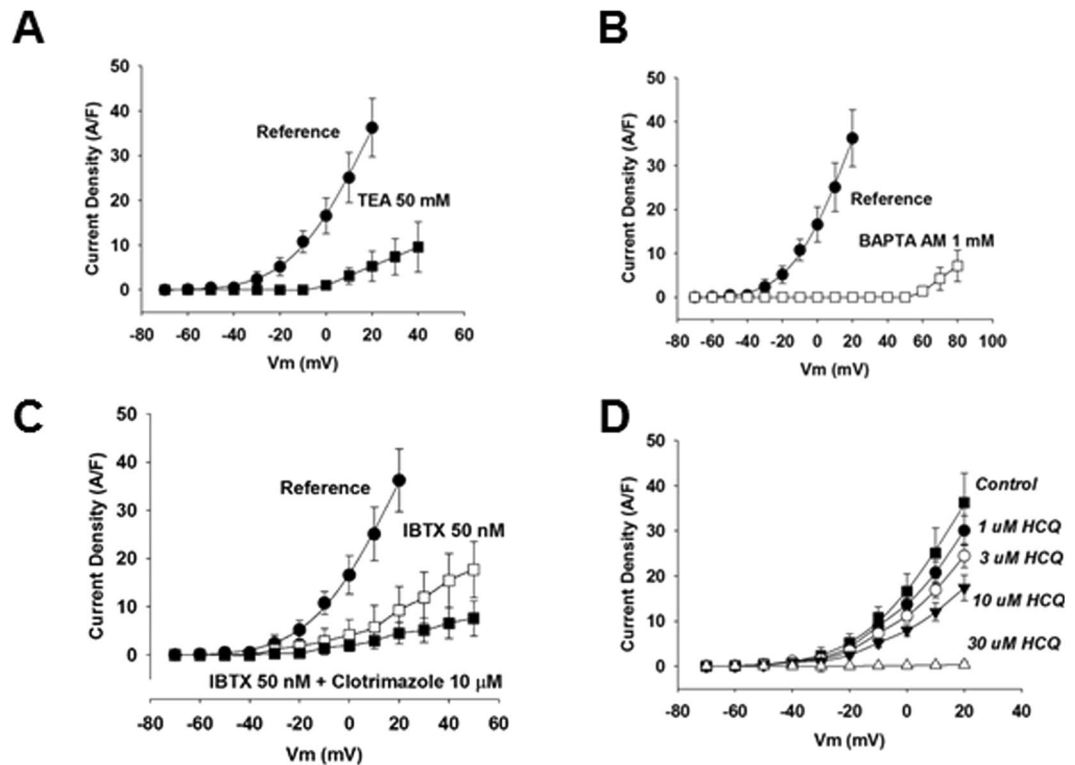 A
Current Density (A/F)
50
40
30
20
10
0
Reference
TEA 50 mM
-80 -60 -40 -20 0 20 40 60
Vm (mV)
B
Current Density (A/F)
50
40
30
20
10
0
Reference
BAPTA AM 1 mM
-80 -60 -40 -20 0 20 40 60 80 100
Vm (mV)
C
Current Density (A/F)
50
40
30
20
10
0
Reference
IBTX 50 nM
IBTX 50 nM + Clotrimazole 10 μM
-80 -60 -40 -20 0 20 40 60
Vm (mV)
D
Current Density (A/F)
50
40
30
20
10
0
Control
1 uM HCQ
3 uM HCQ
10 uM HCQ
30 uM HCQ
-80 -60 -40 -20 0 20 40
Vm (mV)